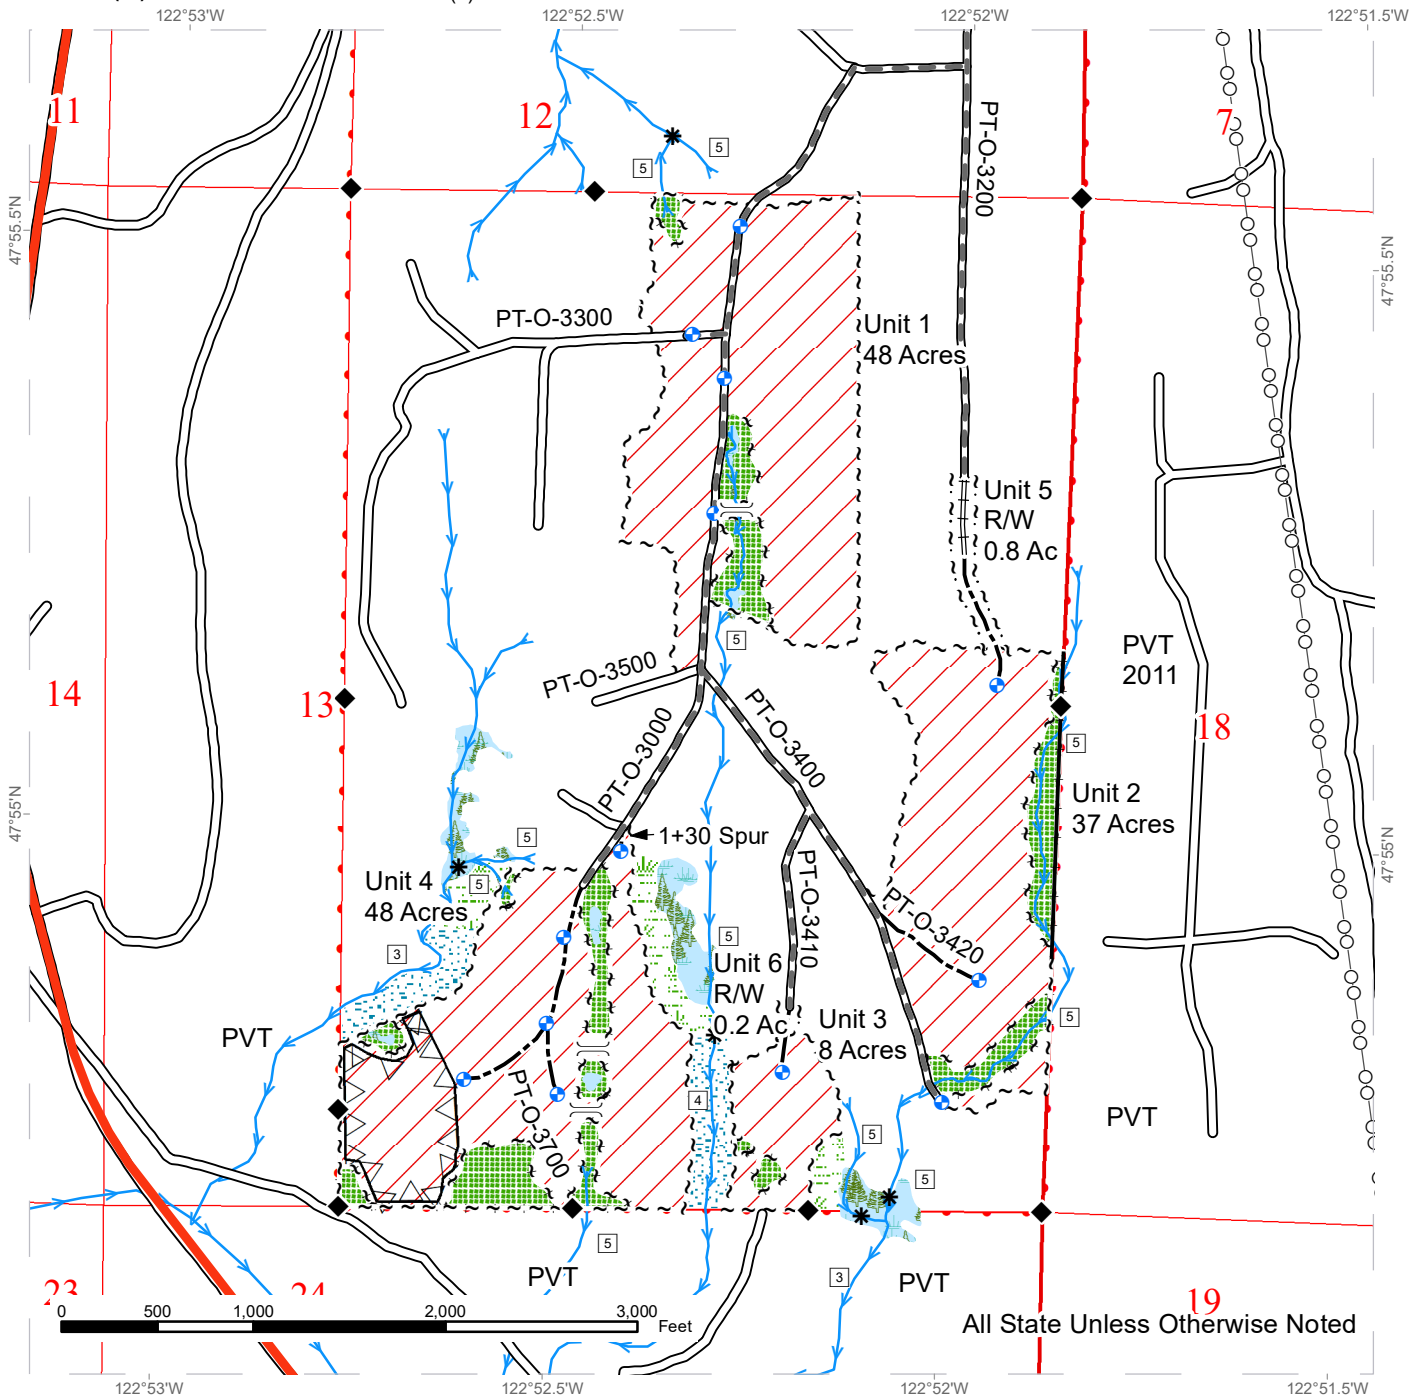 122°53'W
122°52.5'W
122°52'W
122°51.5'W
11
12
7
5
5
PT-O-3200
47°55.5'N
47°55.5'N
PT-O-3300
Unit 1
48 Acres
Unit 5
R/W
0.8 Ac
5
PVT
2011
14
13
PT-O-3500
18
PT-O-3000
PT-O-3400
5
47°55'N
Unit 2
37 Acres
1+30 Spur
5
47°55'N
Unit 4
48 Acres
5
PT-O-3410
PT-O-3420
3
5
Unit 6
R/W
0.2 Ac
Unit 3
8 Acres
5
PVT
PT-O-3700
4
PVT
5
5
5
PVT
3
PVT
23
24
19
0
500
1,000
2,000
3,000
Feet
All State Unless Otherwise Noted
122°53'W
122°52.5'W
122°52'W
122°51.5'W